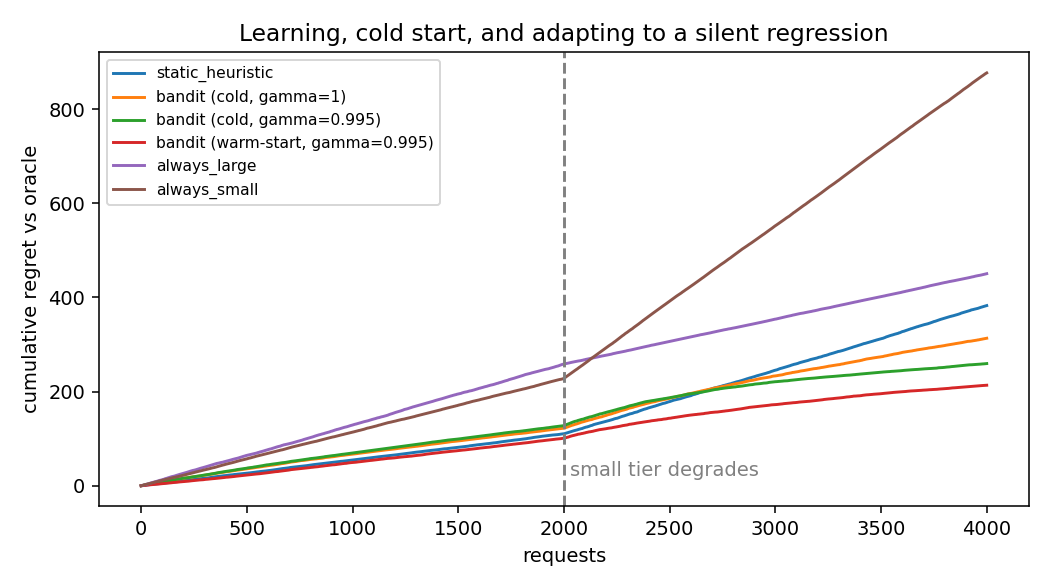 Learning, cold start, and adapting to a silent regression
static_heuristic
bandit (cold, gamma=1)
bandit (cold, gamma=0.995)
bandit (warm-start, gamma=0.995)
always_large
always_small
cumulative regret vs oracle
800
600
400
200
0
small tier degrades
0 500 1000 1500 2000 2500 3000 3500 4000
requests